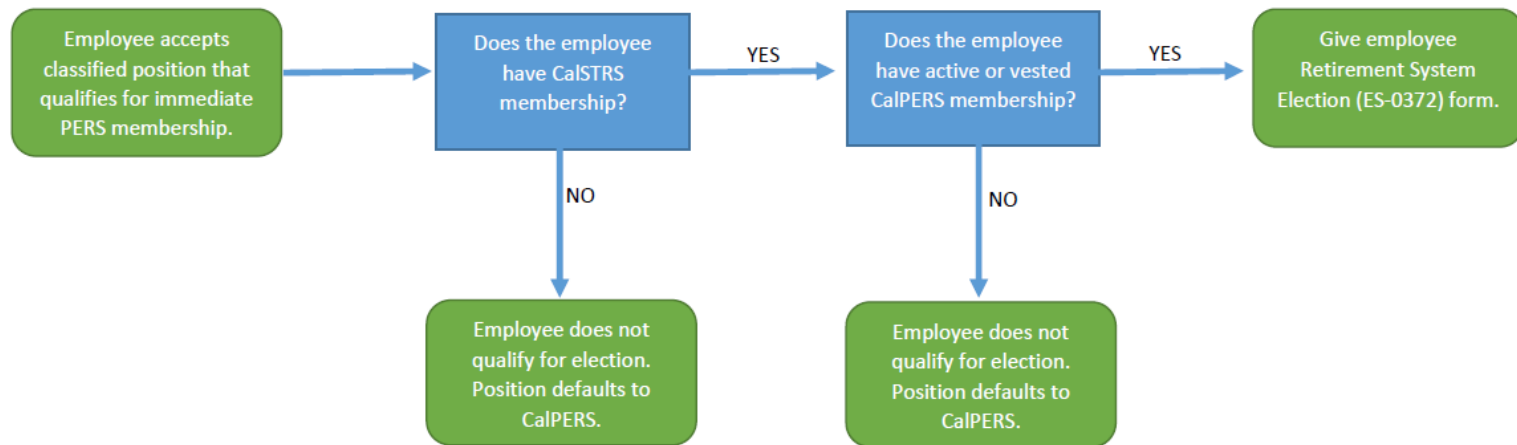 Employee accepts
classified position that
qualifies for immediate
PERS membership.
Does the employee
have CalSTRS
membership?
YES
Does the employee
have active or vested
CalPERS membership?
YES
Give employee
Retirement System
Election (ES-0372) form.
NO
NO
Employee does not
qualify for election.
Position defaults to
CalPERS.
Employee does not
qualify for election.
Position defaults to
CalPERS.